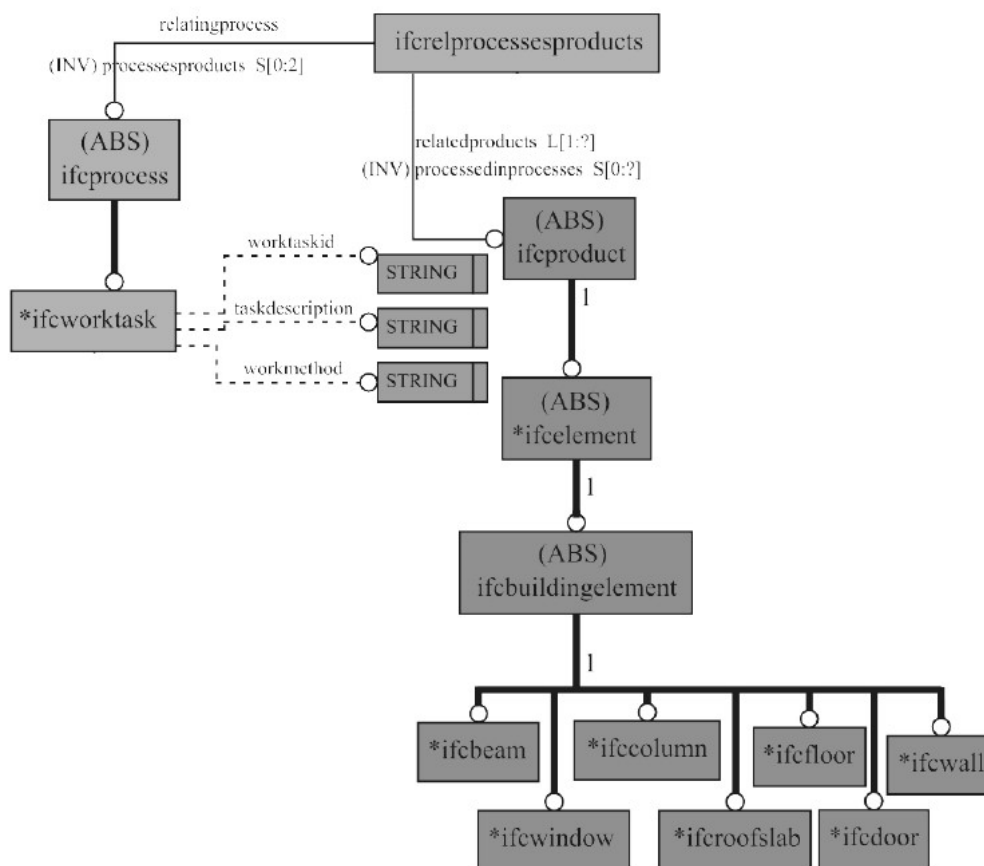 relatingprocess
ifcrelprocessesproducts
(INV) processesproducts S[0:2]
(ABS)
ifcprocess
relatedproducts L[1:?]
(INV) processedinprocesses S[0:?]
(ABS)
ifcproduct
worktaskid
STRING
*ifcworktask
taskdescription
STRING
1
workmethod
STRING
(ABS)
*ifcelement
1
(ABS)
ifcbuildingelement
1
*ifcbeam
*ifccolumn
*ifcfloor
*ifcwall
*ifcwindow
*ifcroofslab
*ifcdoor